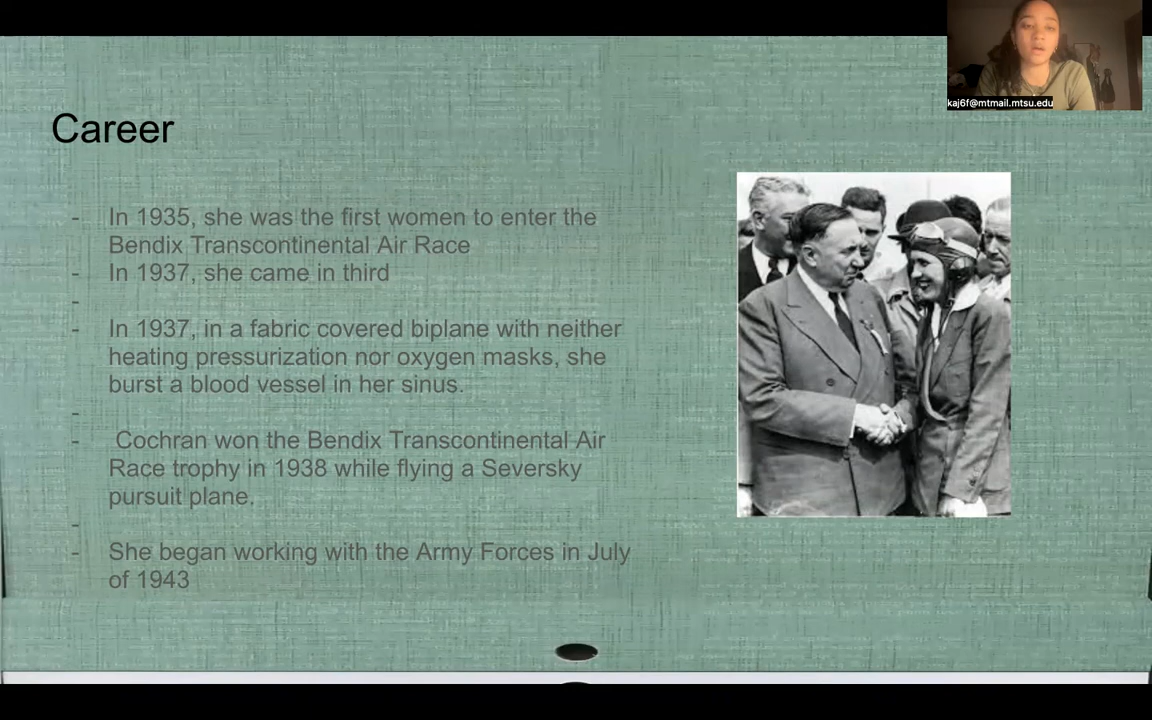 kaj6f@mtmail.mtsu.edu
Career
- In 1935, she was the first women to enter the
Bendix Transcontinental Air Race
- In 1937, she came in third
-
- In 1937, in a fabric covered biplane with neither
heating pressurization nor oxygen masks, she
burst a blood vessel in her sinus.
-
- Cochran won the Bendix Transcontinental Air
Race trophy in 1938 while flying a Seversky
pursuit plane.
-
- She began working with the Army Forces in July
of 1943